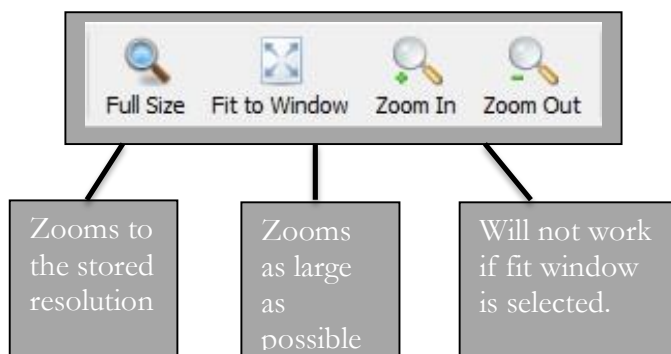 Full Size Fit to Window Zoom In Zoom Out
Zooms to
the stored
resolution
Zooms
as large
as
possible
Will not work
if fit window
is selected.